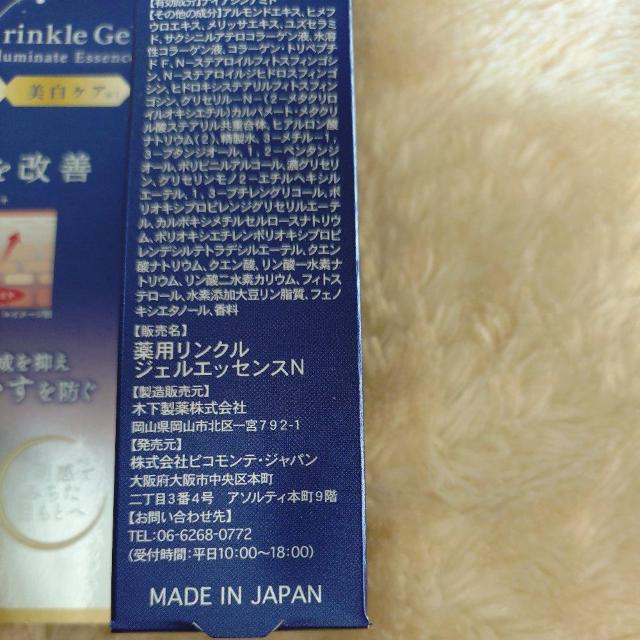 rinkle Ge
luminate Essenc
美白ケア
を改善
を抑え
すを防ぐ
【有効成分】ナイアシンアミド
【その他の成分】アルモンドエキス、ヒメフ
ウロエキス、メリッサエキス、ユズセラミ
ド、サクシニルアテロコラーゲン液、水溶
性コラーゲン液、コラーゲン・トリペプチ
ドF、N-ステアロイルフィトスフィンゴ
シン、N-ステアロイルジヒドロスフィンゴ
シン、ヒドロキシステアリルフィトスフィン
ゴシン、グリセリル-N-(2-メタクリロ
イルオキシエチル)カルバメート・メタクリ
ル酸ステアリル共重合体、ヒアルロン酸
ナトリウム(2)、精製水、3-メチル-1,
3-ブタンジオール、1,2-ペンタンジ
オール、ポリビニルアルコール、濃グリセリ
ン、グリセリンモノ2-エチルヘキシル
エーテル、1,3-ブチレングリコール、ポ
リオキシプロピレンジグリセリルエーテ
ル、カルボキシメチルセルロースナトリウ
ム、ポリオキシエチレンポリオキシプロピ
レンデシルテトラデシルエーテル、クエン
酸ナトリウム、クエン酸、リン酸一水素ナ
トリウム、リン酸二水素カリウム、フィトス
テロール、水素添加大豆リン脂質、フェノ
キシエタノール、香料
【販売名】
薬用リンクル
ジェルエッセンスN
【製造販売元】
木下製薬株式会社
岡山県岡山市北区一宮792-1
【発売元】
株式会社ピコモンテ・ジャパン
大阪府大阪市中央区本町
二丁目3番4号 アソルティ本町9階
【お問い合わせ先】
TEL:06-6268-0772
(受付時間:平日10:00〜18:00)
MADE IN JAPAN